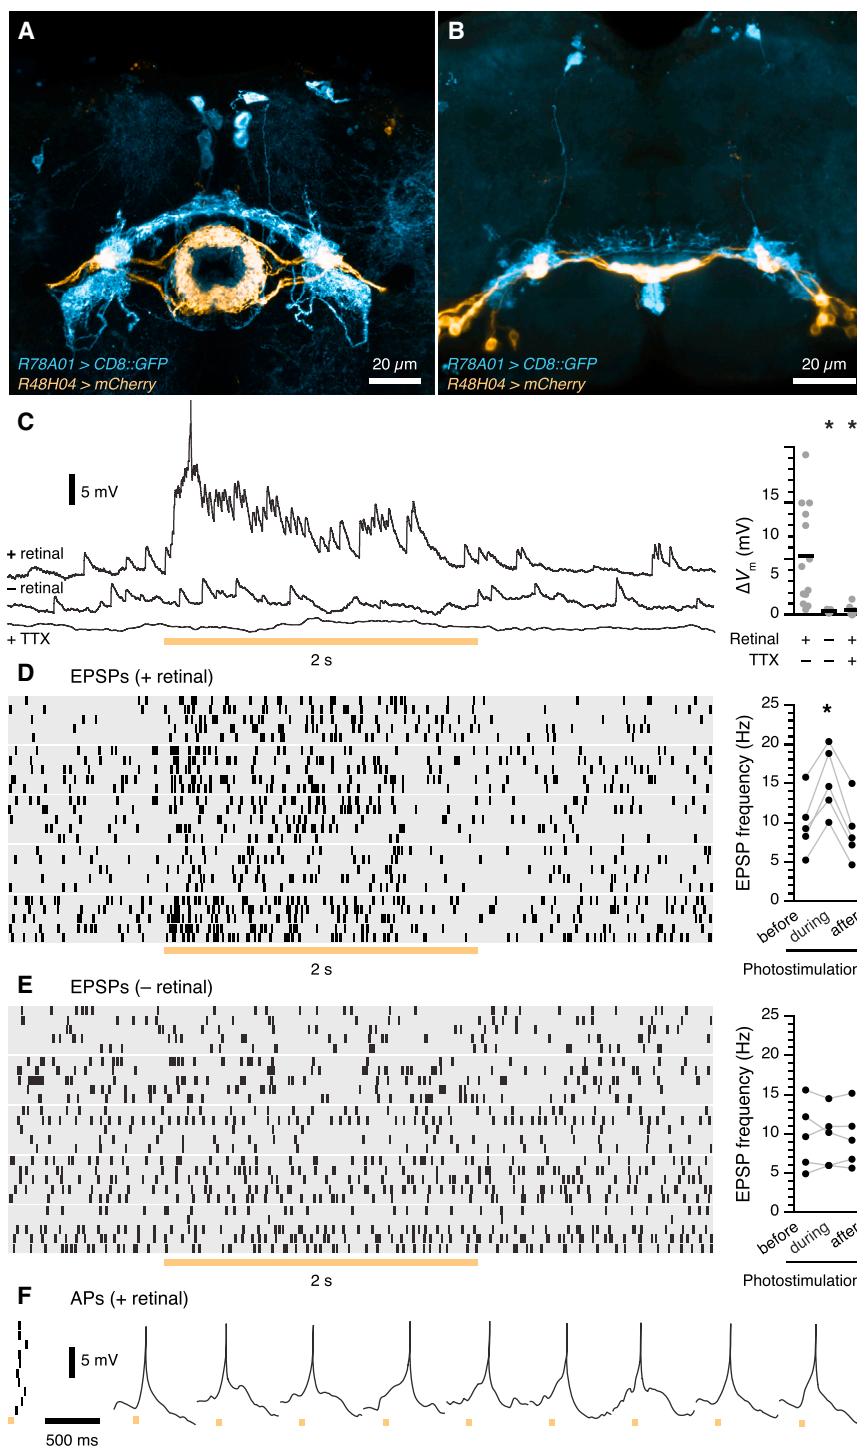 A
B
R78A01 > CD8::GFP
R48H04 > mCherry
20 µm
R78A01 > CD8::GFP
R48H04 > mCherry
20 µm
C
5 mV
+ retinal
– retinal
+ TTX
2 s
* *
ΔVm (mV)
15
10
5
0
Retinal + – +
TTX – – +
D
EPSPs (+ retinal)
2 s
*
EPSP frequency (Hz)
25
20
15
10
5
0
before
during
after
Photostimulation
E
EPSPs (– retinal)
2 s
EPSP frequency (Hz)
25
20
15
10
5
0
before
during
after
Photostimulation
F
APs (+ retinal)
5 mV
500 ms